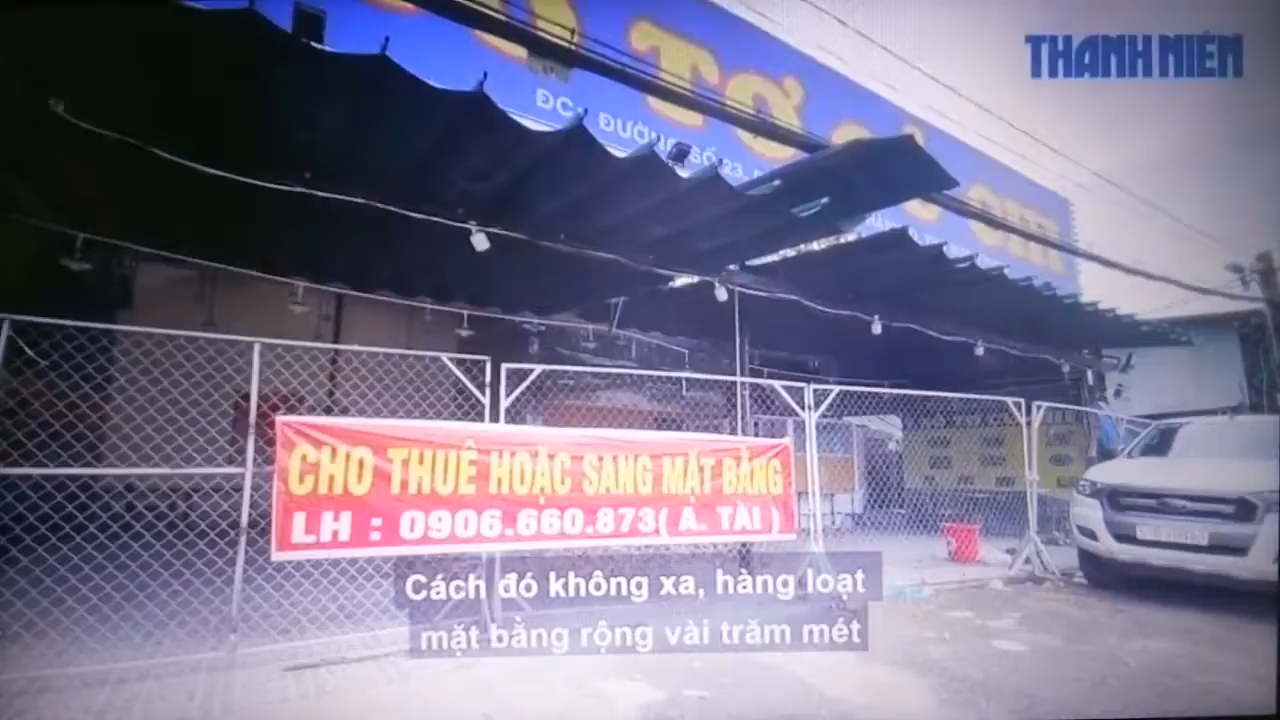 THANH NIÊN
TƠ
ĐC: ĐƯỜNG SỐ 23,
CHO THUÊ HOẶC SANG MẶT BẰNG
LH : 0906.660.873( A. TÀI )
Cách đó không xa, hàng loạt
mặt bằng rộng vài trăm mét